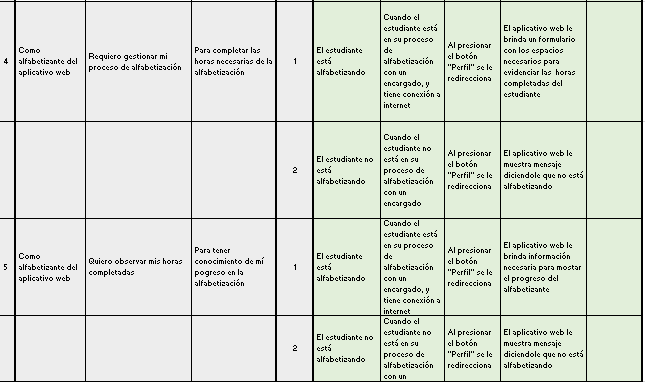 4
Como
alfabetizante del
aplicativo web
Requiero gestionar mi
proceso de alfabetización
Para completar las
horas necesarias de la
alfabetización
1
El estudiante
está
alfabetizando
Cuando el
estudiante está
en su proceso
de
alfabetización
con un
encargado, y
tiene conexión a
internet
Al presionar
el botón
"Perfil" se le
redirecciona
El aplicativo web le
brinda un formulario
con los espacios
necesarios para
evidenciar las horas
completadas del
estudiante
2
El estudiante no
está
alfabetizando
Cuando el
estudiante no
está en su
proceso de
alfabetización
con un
encargado
Al presionar
el botón
"Perfil" se le
redirecciona
El aplicativo web le
muestra mensaje
diciendole que no está
alfabetizando
5
Como
alfabetizante del
aplicativo web
Quiero observar mis horas
completadas
Para tener
conocimiento de mí
pogreso en la
alfabetización
1
El estudiante
está
alfabetizando
Cuando el
estudiante está
en su proceso
de
alfabetización
con un
encargado, y
tiene conexión a
internet
Al presionar
el botón
"Perfil" se le
redirecciona
El aplicativo web le
brinda información
necesaria para mostar
el progreso del
alfabetizante
2
El estudiante no
está
alfabetizando
Cuando el
estudiante no
está en su
proceso de
alfabetización
con un
Al presionar
el botón
"Perfil" se le
redirecciona
El aplicativo web le
muestra mensaje
diciendole que no está
alfabetizando